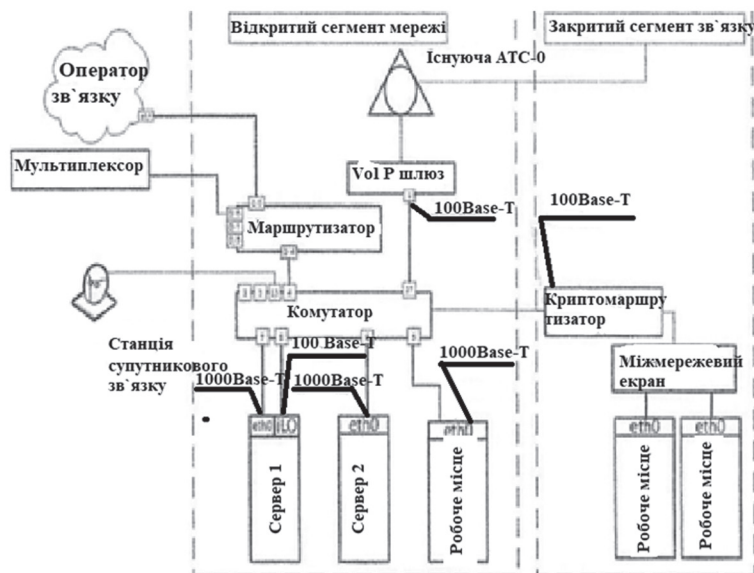 Відкритий сегмент мережі
Закритий сегмент зв`язку
Оператор
зв`язку
Існуюча АТС-0
Мультиплексор
Vol P шлюз
100Base-T
100Base-T
Маршрутизатор
Комутатор
Криптомаршру
тизатор
Станція
супутникового
зв`язку
100 Base-T
1000Base-T
1000Base-T
1000Base-T
Міжмережевий
екран
eth0
iLO
eth0
eth0
eth0
eth0
Сервер 1
Сервер 2
Робоче місце
Робоче місце
Робоче місце